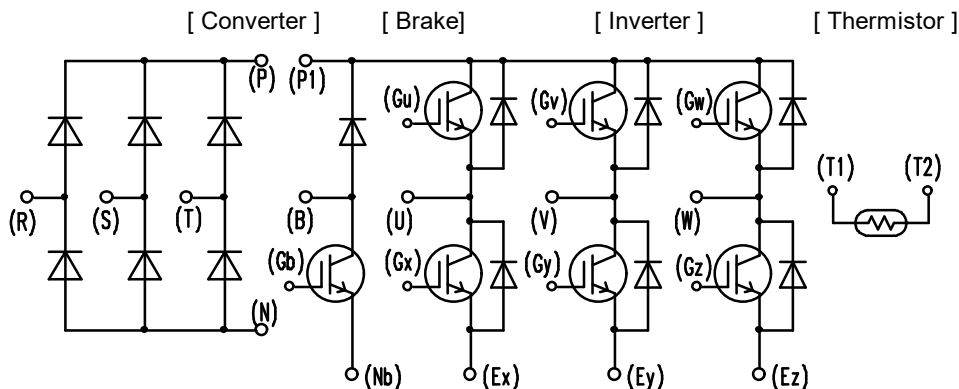 [ Converter ] [ Brake] [ Inverter ] [ Thermistor ]
(P) (P1)
(Gu) (Gv) (Gw)
(T1) (T2)
(R) (S) (T) (B) (U) (V) (W)
(Gb) (Gx) (Gy) (Gz)
(N)
(Nb) (Ex) (Ey) (Ez)